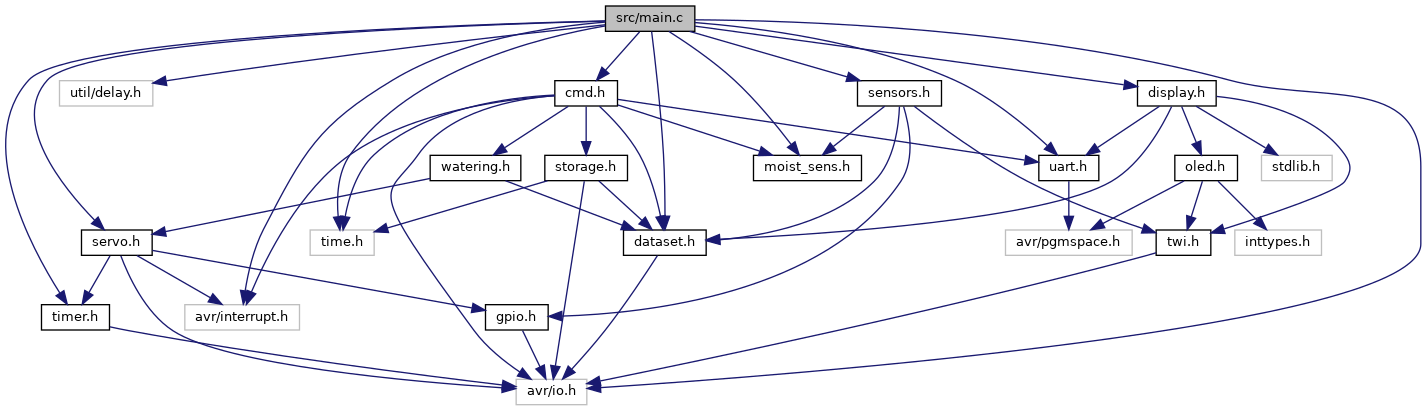 src/main.c
util/delay.h
cmd.h
sensors.h
display.h
watering.h
storage.h
moist_sens.h
uart.h
oled.h
stdlib.h
servo.h
time.h
dataset.h
avr/pgmspace.h
twi.h
inttypes.h
timer.h
avr/interrupt.h
gpio.h
avr/io.h